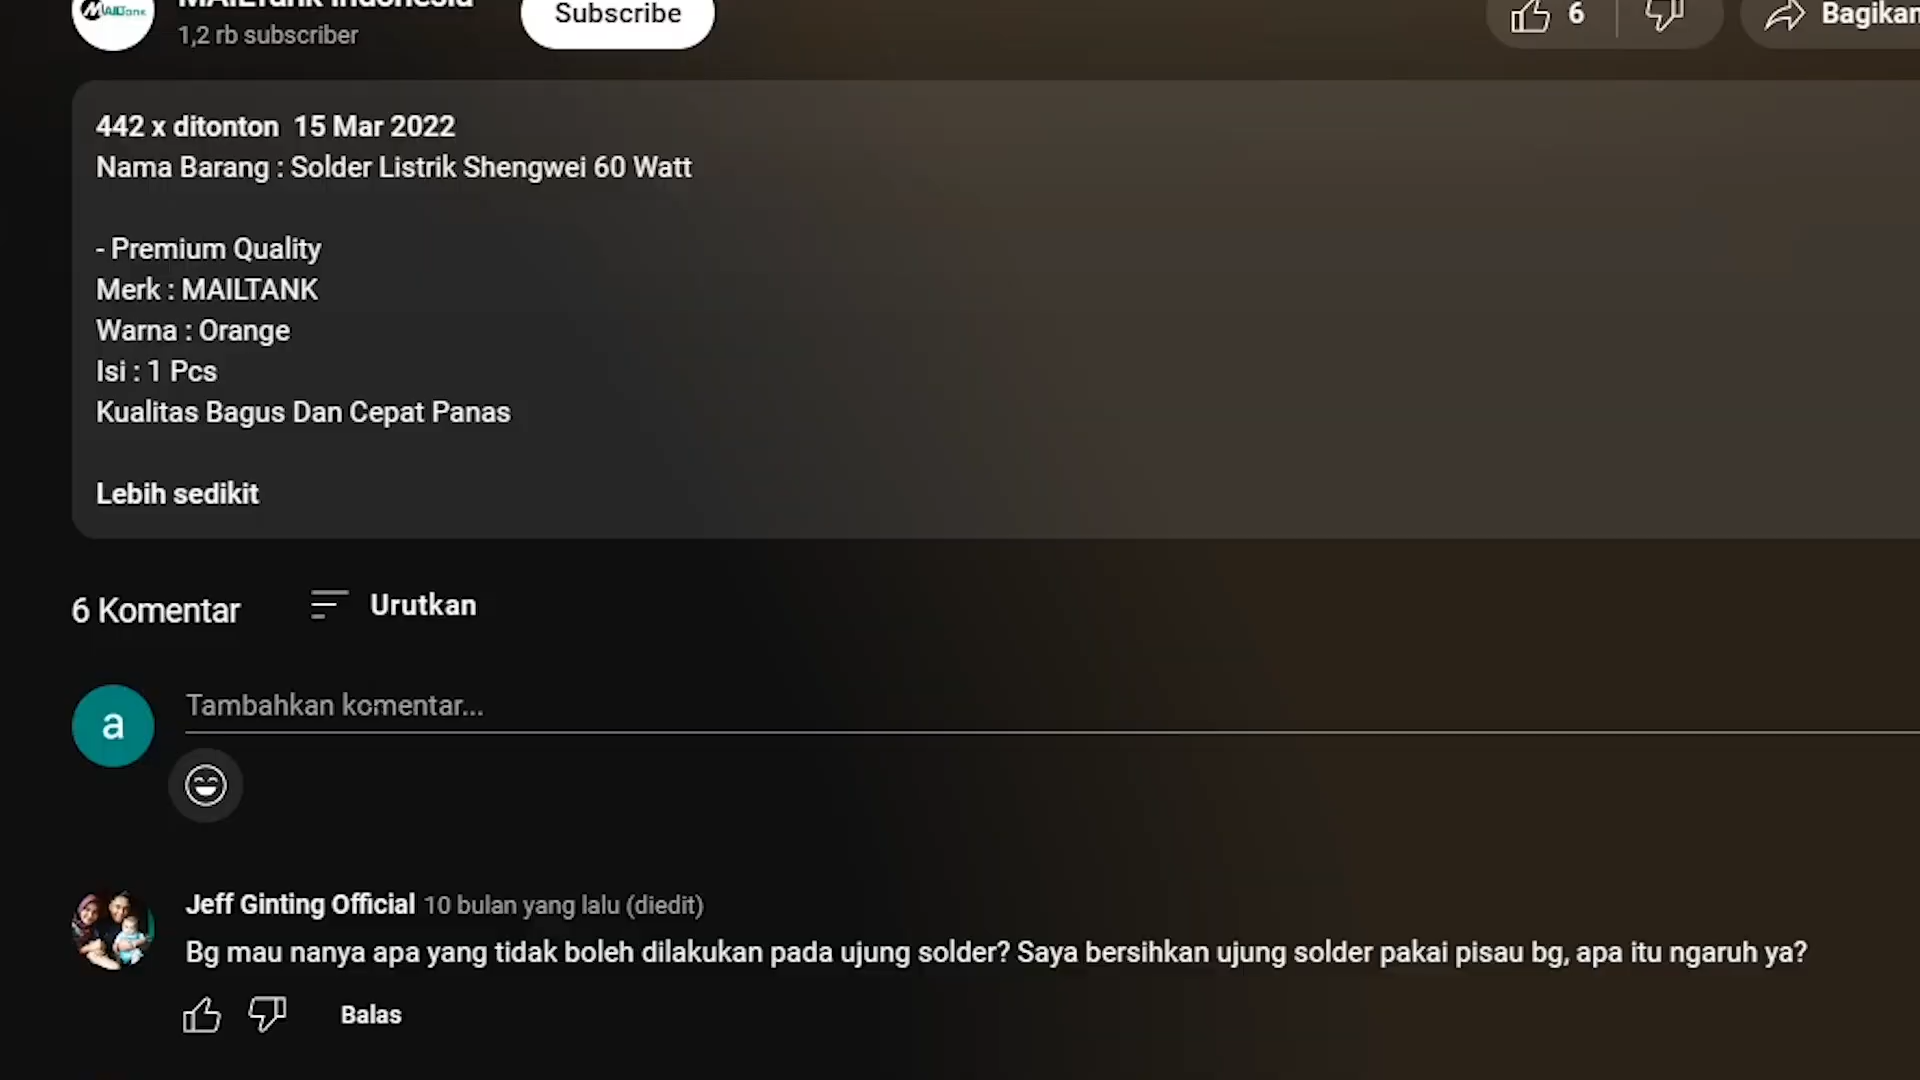 MAILTank Indonesia
1,2 rb subscriber
Subscribe
6
Bagikan
442 x ditonton 15 Mar 2022
Nama Barang : Solder Listrik Shengwei 60 Watt
- Premium Quality
Merk : MAILTANK
Warna : Orange
Isi : 1 Pcs
Kualitas Bagus Dan Cepat Panas
Lebih sedikit
6 Komentar
Urutkan
a
Tambahkan komentar...
Jeff Ginting Official 10 bulan yang lalu (diedit)
Bg mau nanya apa yang tidak boleh dilakukan pada ujung solder? Saya bersihkan ujung solder pakai pisau bg, apa itu ngaruh ya?
Balas